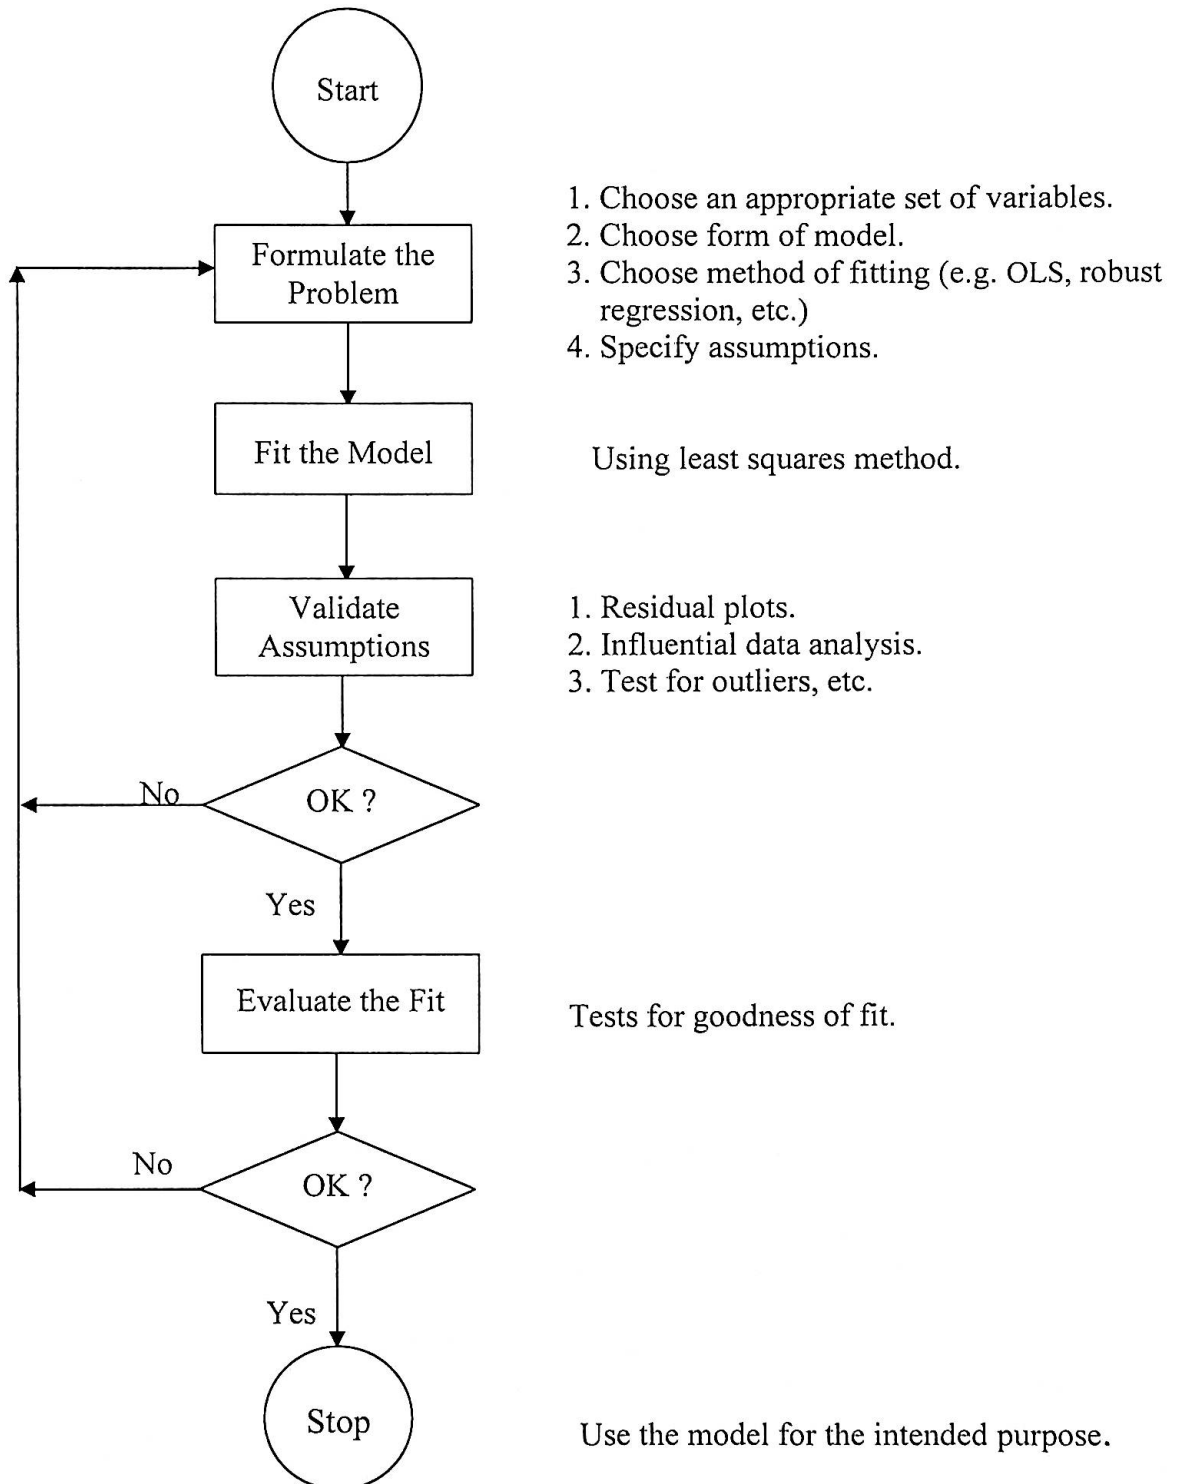 Start
1. Choose an appropriate set of variables.
2. Choose form of model.
3. Choose method of fitting (e.g. OLS, robust
regression, etc.)
4. Specify assumptions.
Formulate the
Problem
Fit the Model
Using least squares method.
Validate
Assumptions
1. Residual plots.
2. Influential data analysis.
3. Test for outliers, etc.
No
OK ?
Yes
Evaluate the Fit
Tests for goodness of fit.
No
OK ?
Yes
Stop
Use the model for the intended purpose.